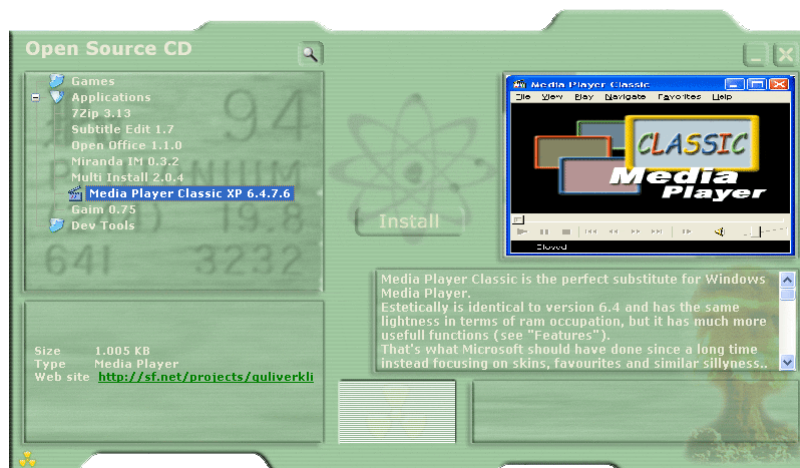 Open Source CD
Games
Applications
7Zip 3.13
Subtitle Edit 1.7
Open Office 1.1.0
Miranda IM 0.3.2
Multi Install 2.0.4
Media Player Classic XP 6.4.7.6
Gaim 0.75
Dev Tools
94
19.8
641 3232
Install
Media Player Classic
File View Play Navigate Favorites Help
CLASSIC
Media
Player
Closed
Media Player Classic is the perfect substitute for Windows
Media Player.
Estetically is identical to version 6.4 and has the same
lightness in terms of ram occupation, but it has much more
usefull functions (see "Features").
That's what Microsoft should have done since a long time
instead focusing on skins, favourites and similar sillyness..
Size 1.005 KB
Type Media Player
Web site http://sf.net/projects/guliverkli